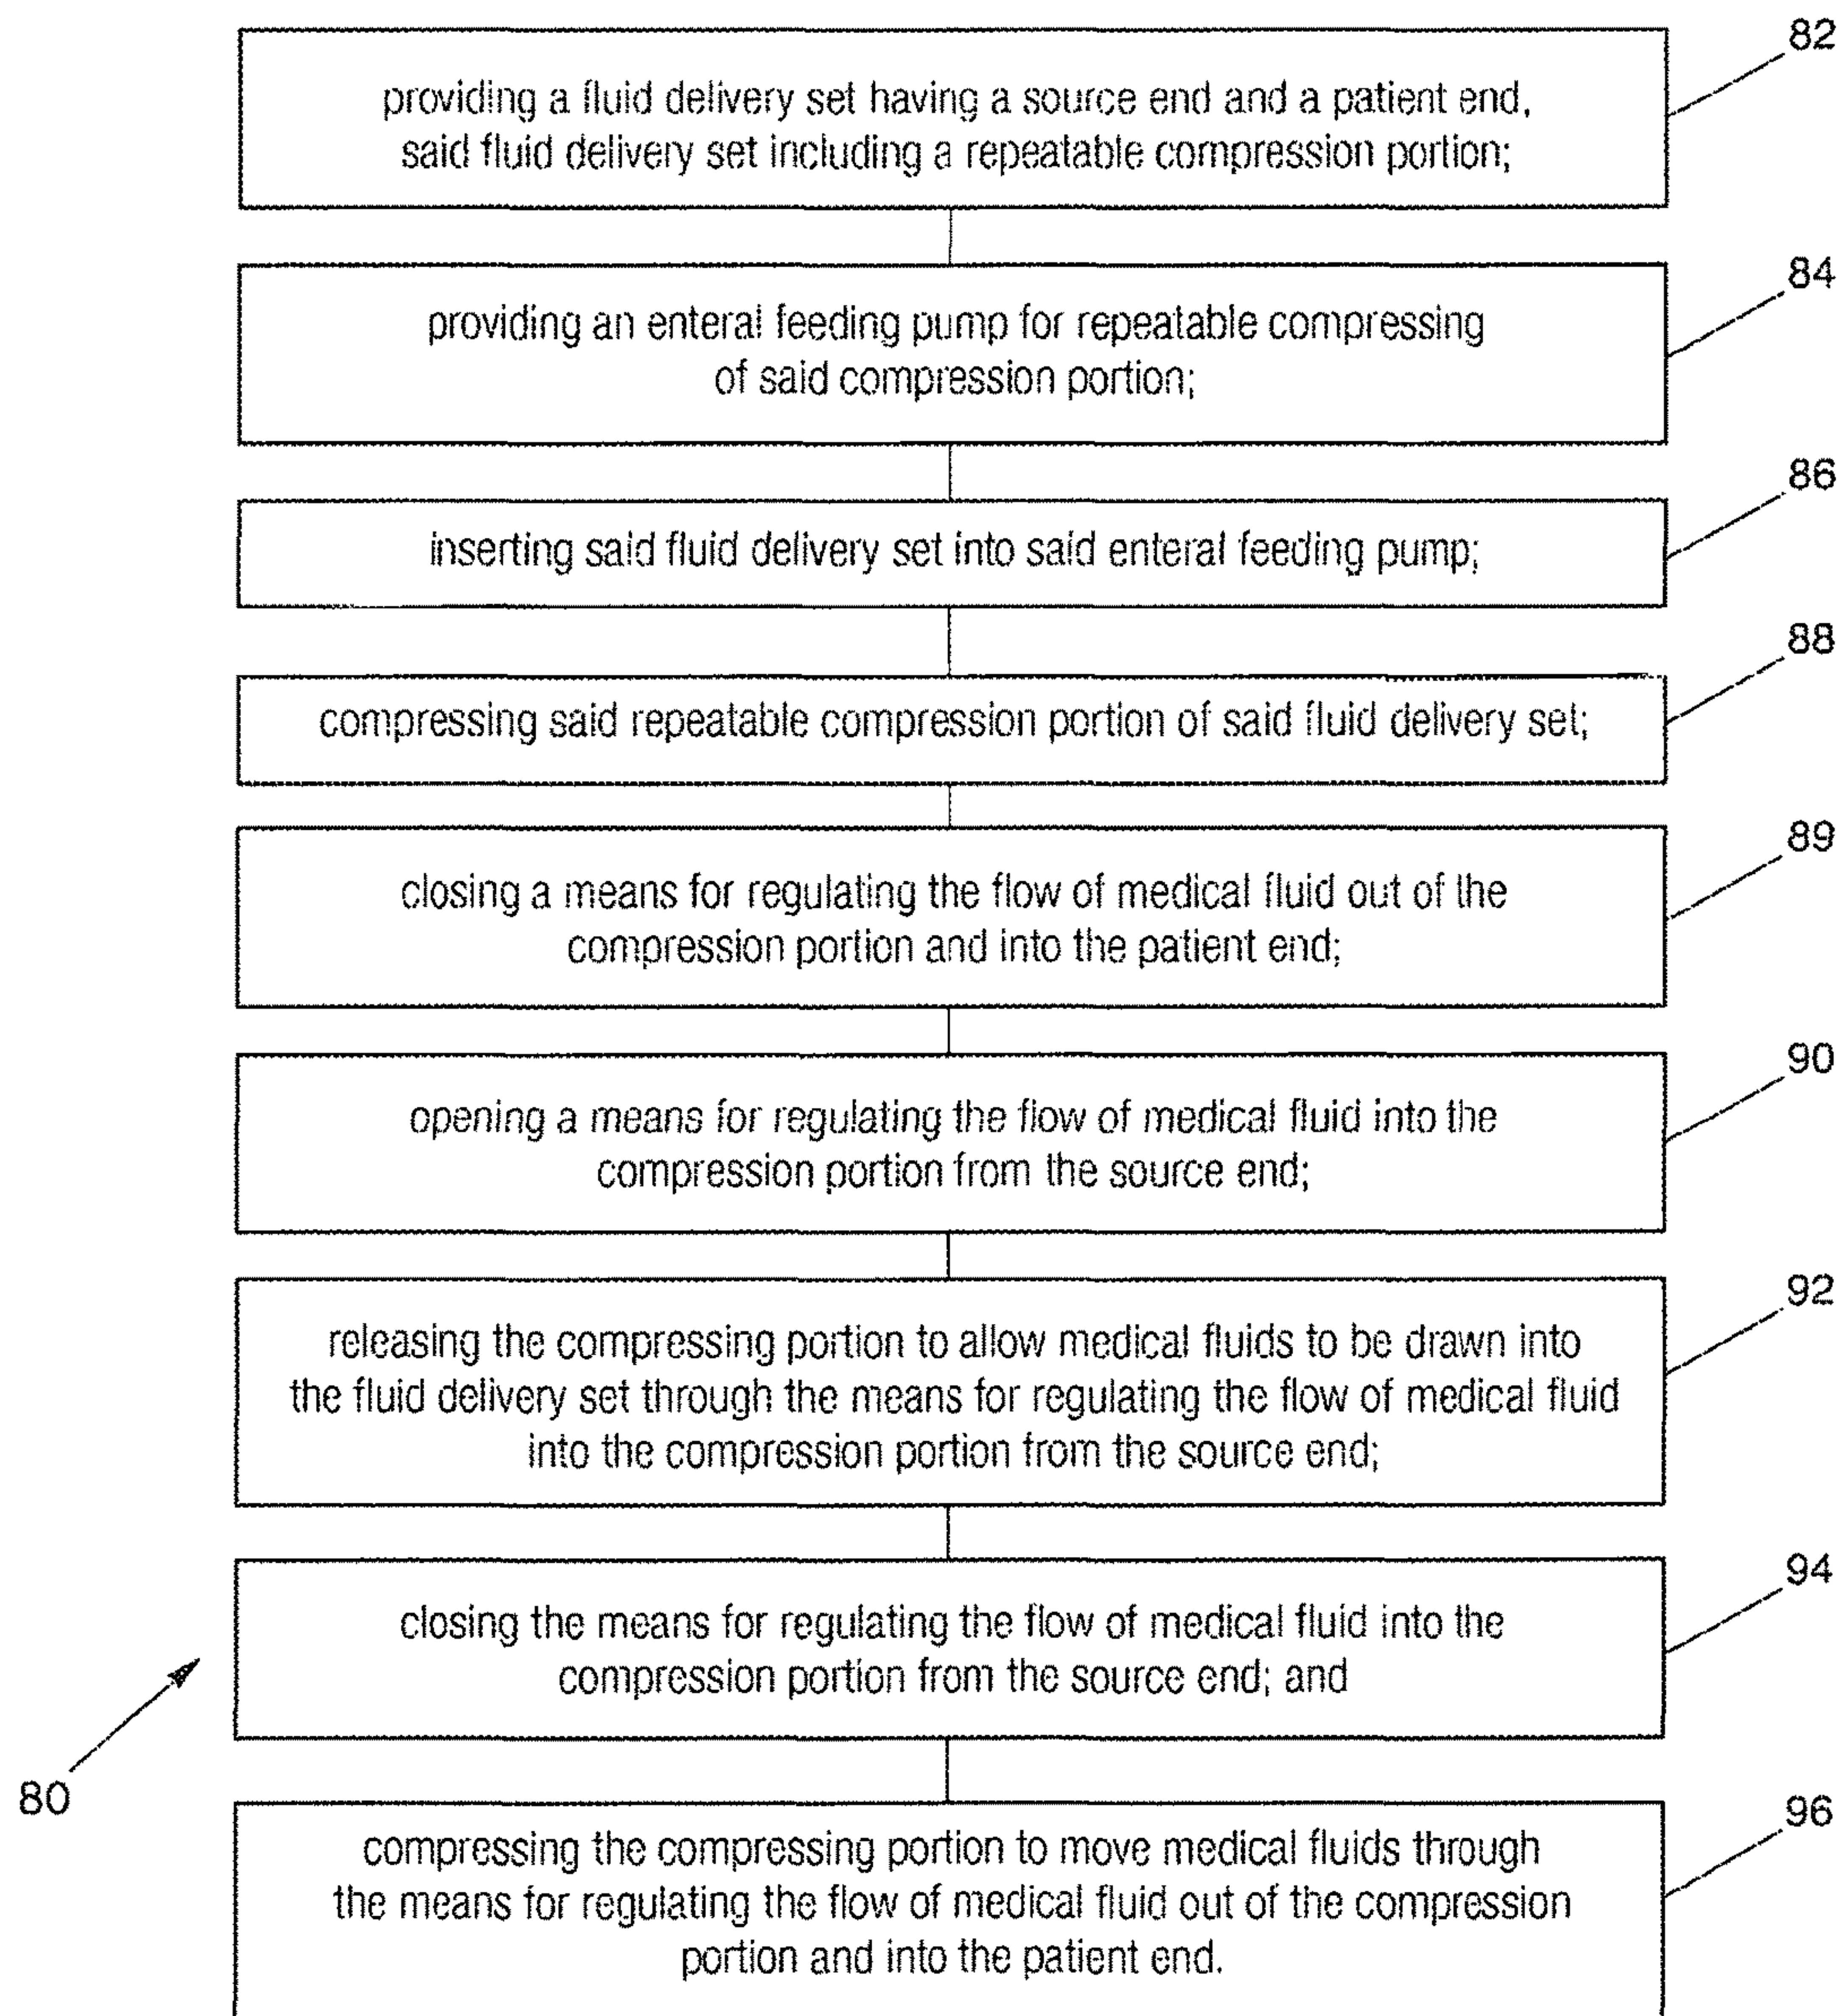 82
providing a fluid delivery set having a source end and a patient end,
said fluid delivery set including a repeatable compression portion;
84
providing an enteral feeding pump for repeatable compressing
of said compression portion;
86
inserting said fluid delivery set into said enteral feeding pump;
88
compressing said repeatable compression portion of said fluid delivery set;
89
closing a means for regulating the flow of medical fluid out of the
compression portion and into the patient end;
90
opening a means for regulating the flow of medical fluid into the
compression portion from the source end;
92
releasing the compressing portion to allow medical fluids to be drawn into
the fluid delivery set through the means for regulating the flow of medical fluid
into the compression portion from the source end;
94
closing the means for regulating the flow of medical fluid into the
compression portion from the source end; and
80
96
compressing the compressing portion to move medical fluids through
the means for regulating the flow of medical fluid out of the compression
portion and into the patient end.